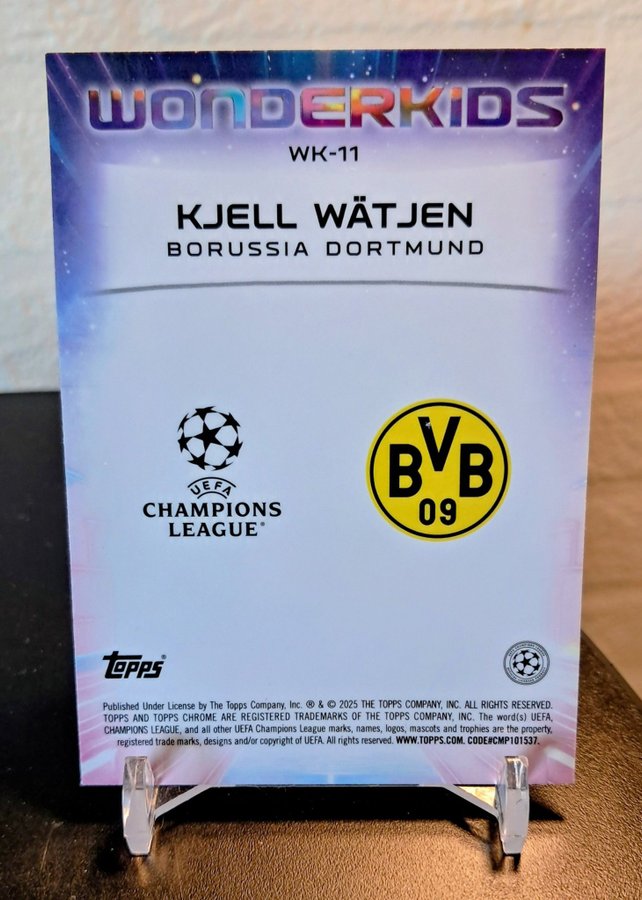 WONDERKIDS
WK-11
KJELL WÄTJEN
BORUSSIA DORTMUND
UEFA
CHAMPIONS
LEAGUE®
BVB
09
Topps®
Published Under License by The Topps Company, Inc. ® & © 2025 THE TOPPS COMPANY, INC. ALL RIGHTS RESERVED.
TOPPS AND TOPPS CHROME ARE REGISTERED TRADEMARKS OF THE TOPPS COMPANY, INC. The word(s) UEFA,
CHAMPIONS LEAGUE, and all other UEFA Champions League marks, names, logos, mascots and trophies are the property,
registered trade marks, designs and/or copyright of UEFA. All rights reserved. WWW.TOPPS.COM. CODE#CMP101537.